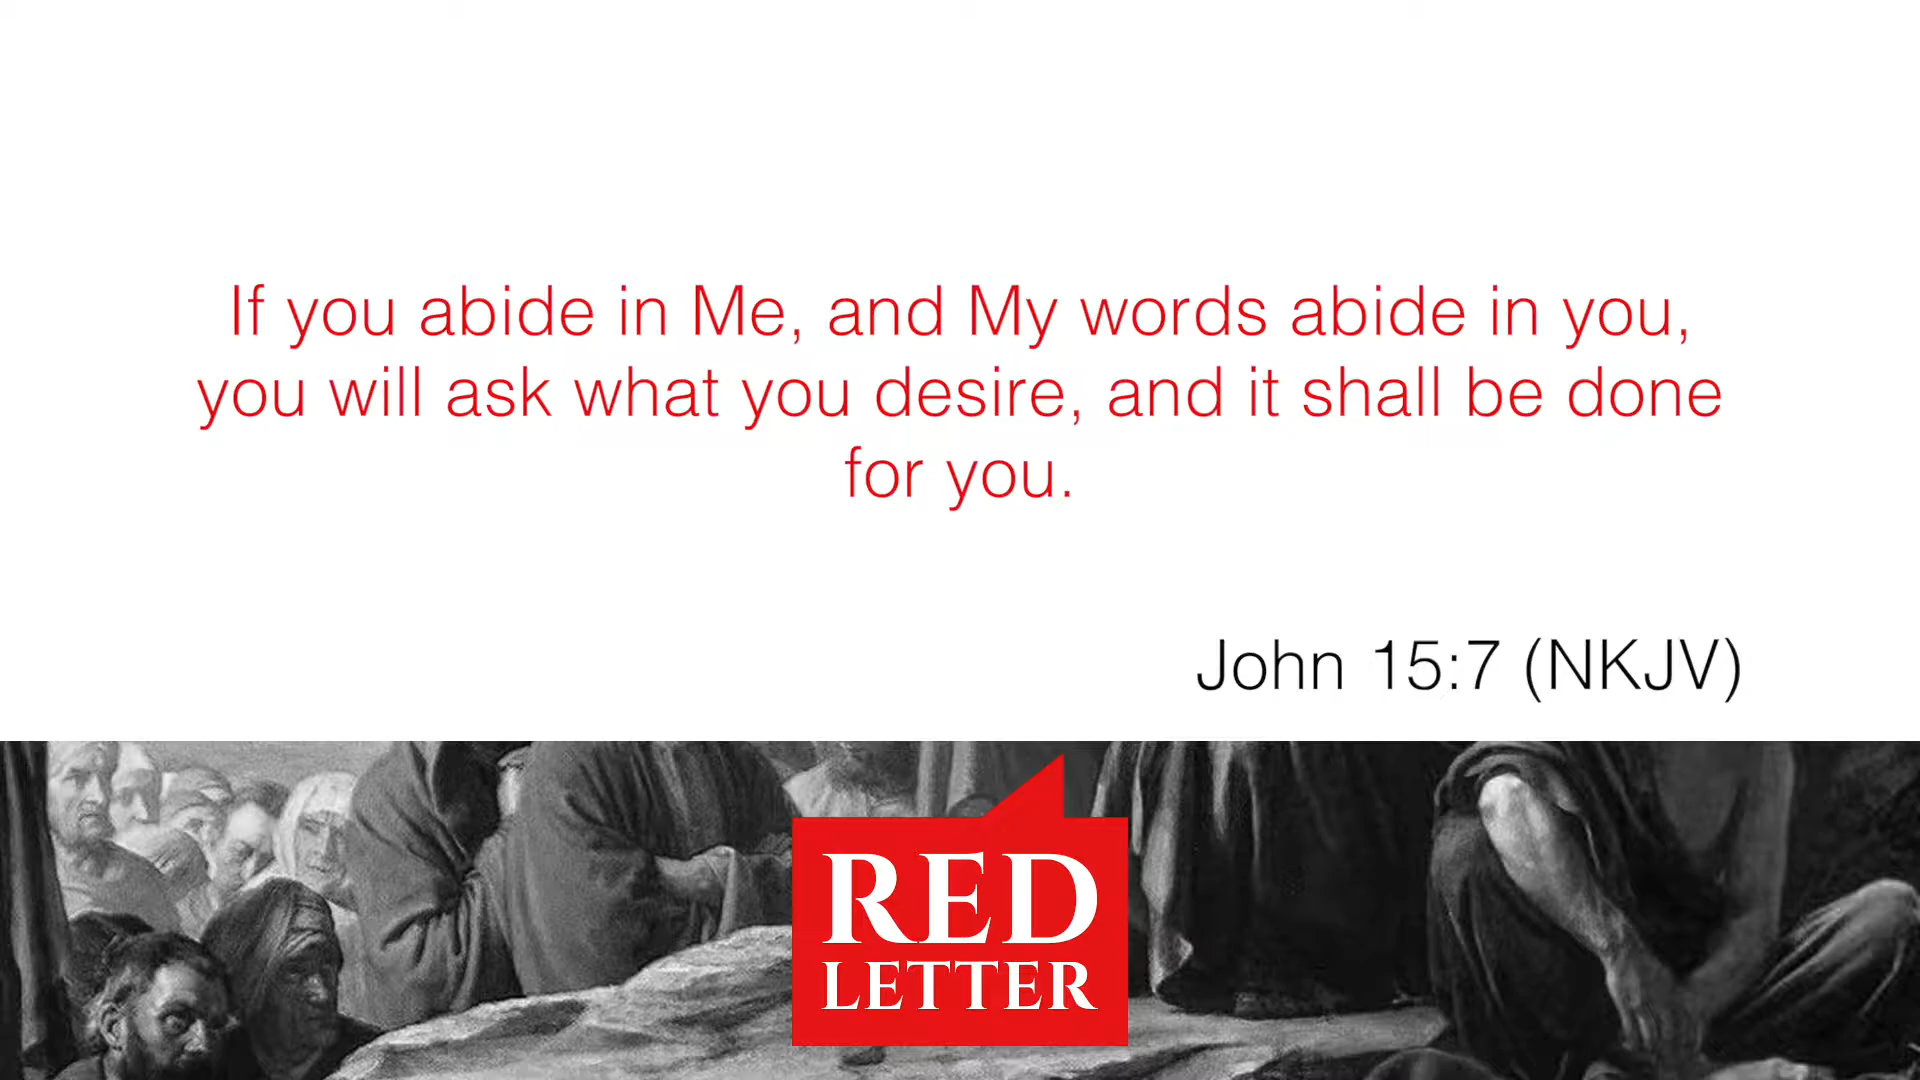 If you abide in Me, and My words abide in you,
you will ask what you desire, and it shall be done
for you.
John 15:7 (NKJV)
RED
LETTER